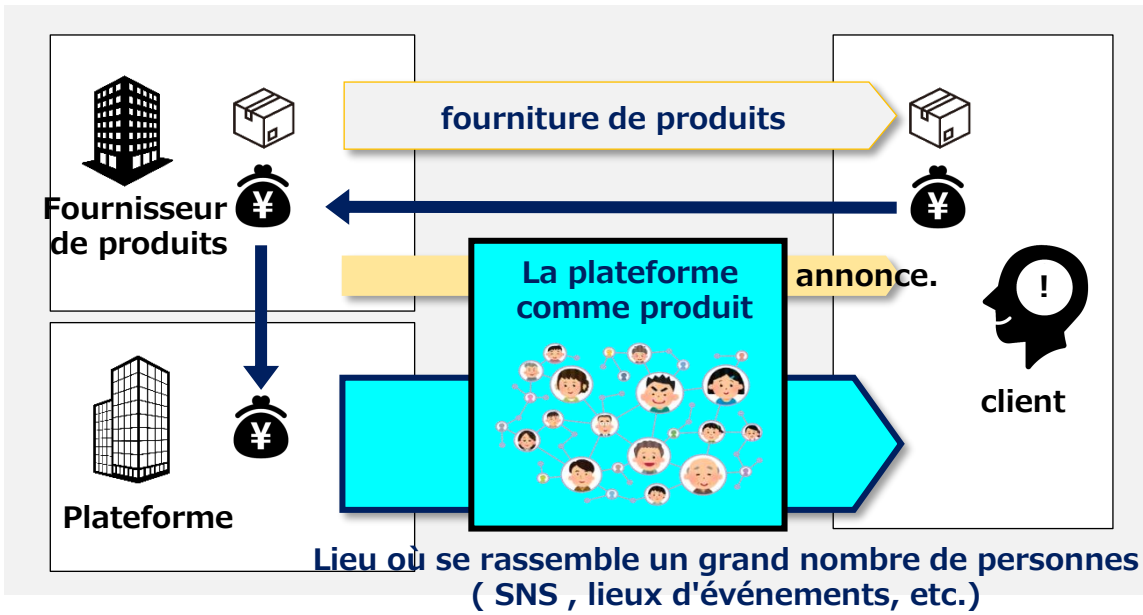 fourniture de produits
¥
¥
Fournisseur
de produits
La plateforme
comme produit
annonce.
!
client
¥
Plateforme
Lieu où se rassemble un grand nombre de personnes
( SNS , lieux d'événements, etc.)